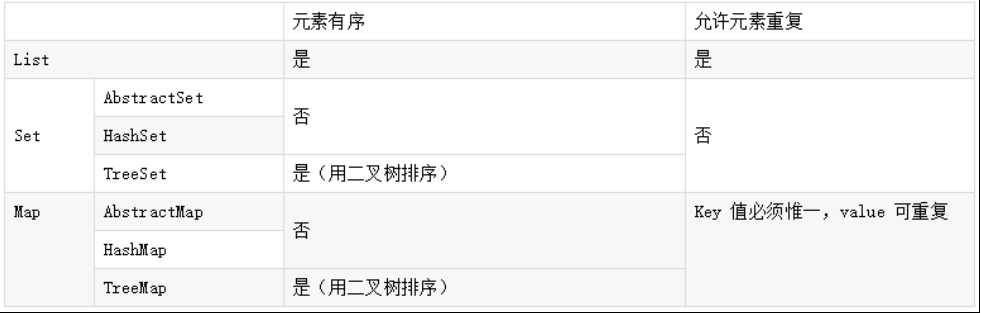 元素有序 允许元素重复
List 是 是
AbstractSet
否
Set HashSet 否
TreeSet 是（用二叉树排序）
Map AbstractMap Key 值必须惟一，value 可重复
否
HashMap
TreeMap 是（用二叉树排序）